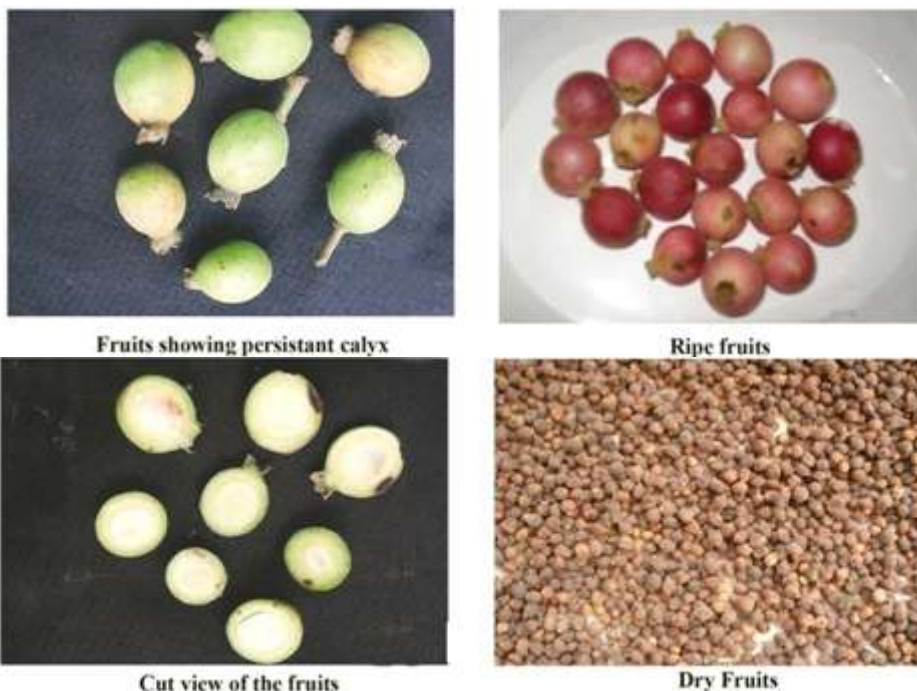 Fruits showing persistant calyx
Ripe fruits
Cut view of the fruits
Dry Fruits